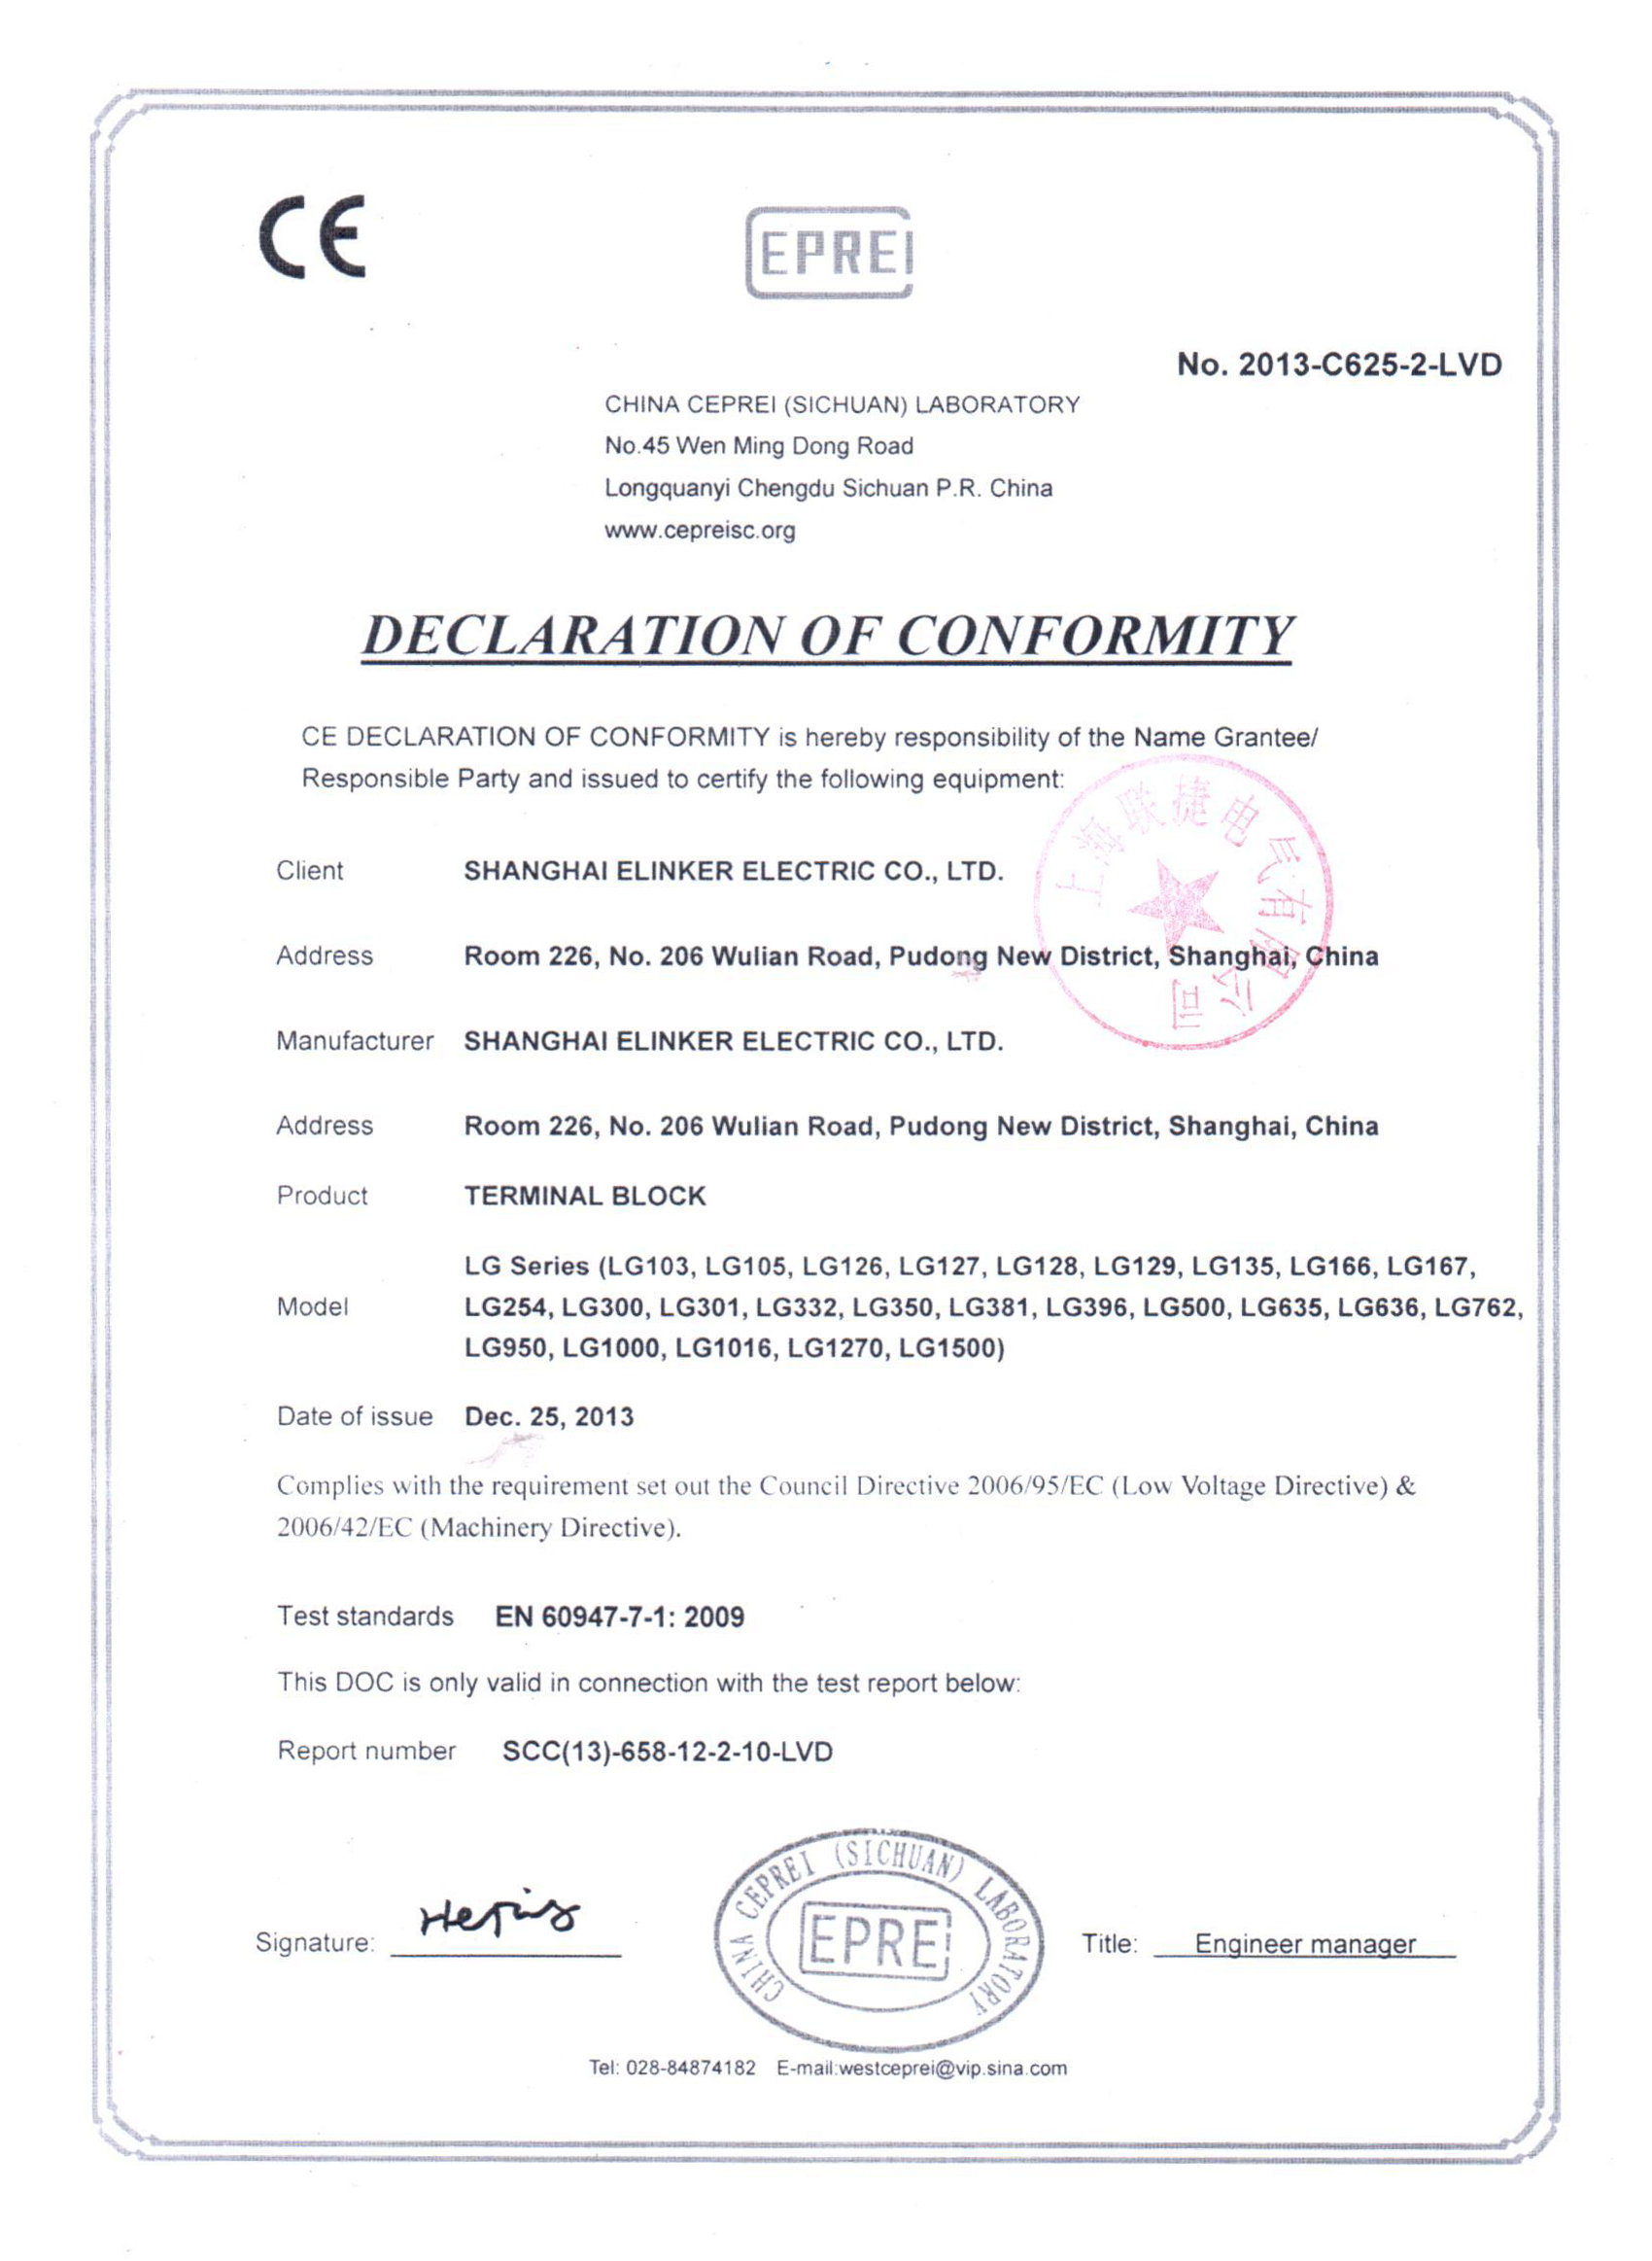 CE
EPREI
No. 2013-C625-2-LVD
CHINA CEPREI (SICHUAN) LABORATORY
No.45 Wen Ming Dong Road
Longquanyi Chengdu Sichuan P.R. China
www.cepreisc.org
DECLARATION OF CONFORMITY
CE DECLARATION OF CONFORMITY is hereby responsibility of the Name Grantee/
Responsible Party and issued to certify the following equipment:
上海联捷电气有限公司
Client SHANGHAI ELINKER ELECTRIC CO., LTD.
Address Room 226, No. 206 Wulian Road, Pudong New District, Shanghai, China
Manufacturer SHANGHAI ELINKER ELECTRIC CO., LTD.
Address Room 226, No. 206 Wulian Road, Pudong New District, Shanghai, China
Product TERMINAL BLOCK
LG Series (LG103, LG105, LG126, LG127, LG128, LG129, LG135, LG166, LG167,
Model LG254, LG300, LG301, LG332, LG350, LG381, LG396, LG500, LG635, LG636, LG762,
LG950, LG1000, LG1016, LG1270, LG1500)
Date of issue Dec. 25, 2013
Complies with the requirement set out the Council Directive 2006/95/EC (Low Voltage Directive) &
2006/42/EC (Machinery Directive).
Test standards EN 60947-7-1: 2009
This DOC is only valid in connection with the test report below:
Report number SCC(13)-658-12-2-10-LVD
CHINA CEPREI (SICHUAN) LABORATORY
EPREI
Signature:
Title: Engineer manager
Tel: 028-84874182 E-mail:westceprei@vip.sina.com